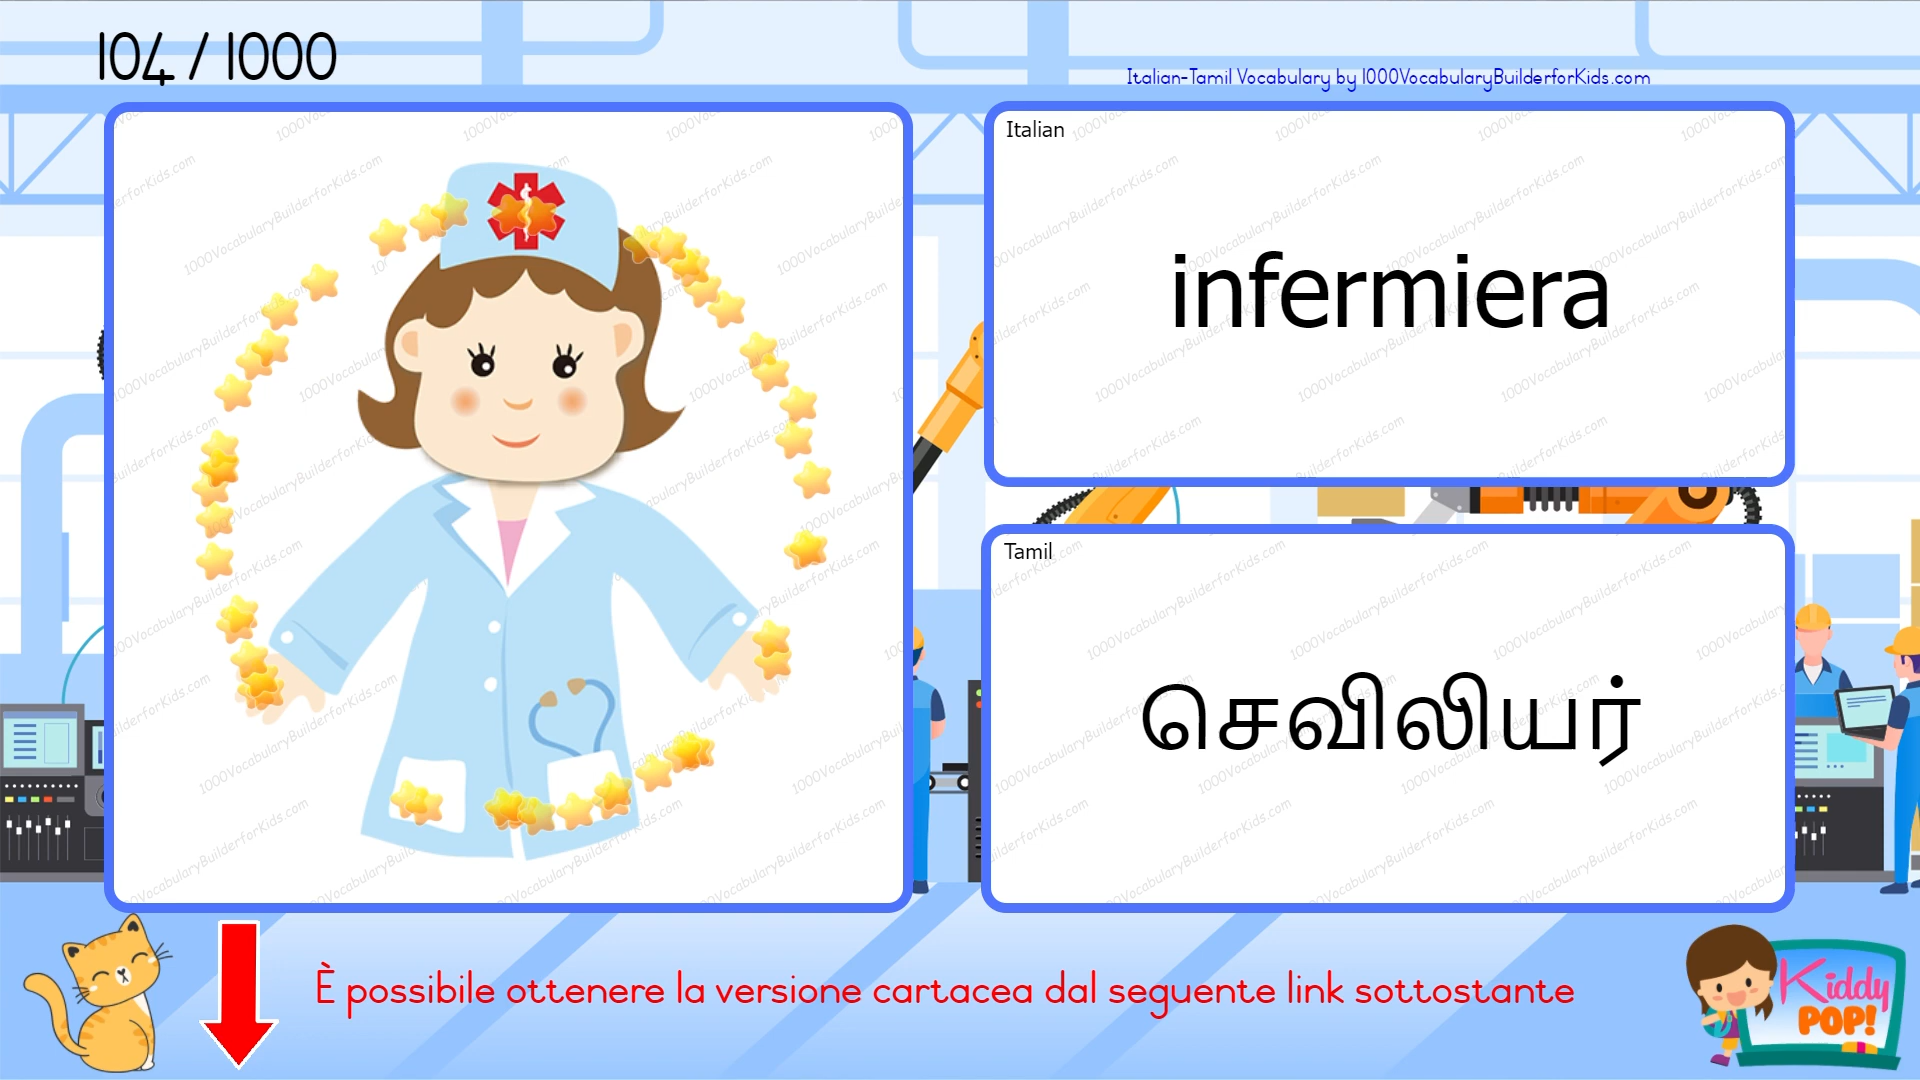 104 / 1000
Italian-Tamil Vocabulary by 1000VocabularyBuilderforKids.com
Italian
infermiera
Tamil
செவிலியர்
È possibile ottenere la versione cartacea dal seguente link sottostante
Kiddy
POP!